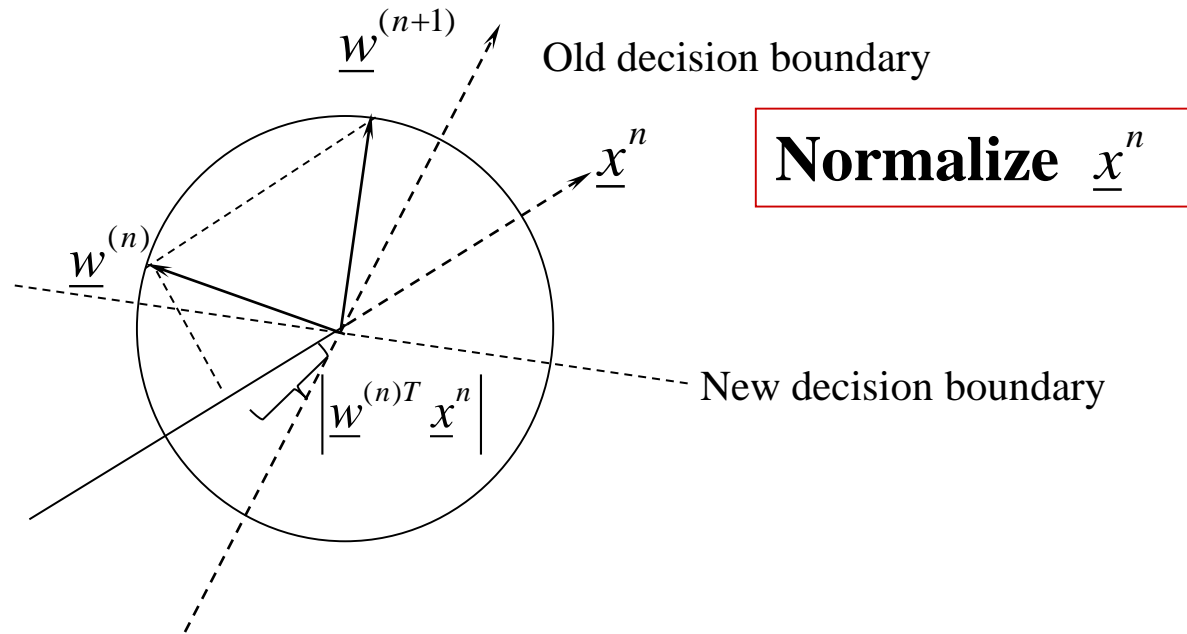 w^(n+1)
Old decision boundary
x^n
Normalize x^n
w^(n)
New decision boundary
|w^(n)T x^n|